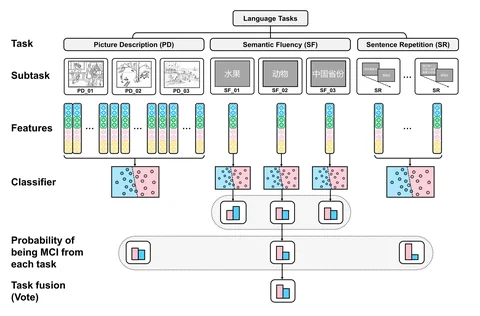 Language Tasks
Task
Picture Description (PD)
Semantic Fluency (SF)
Sentence Repetition (SR)
Subtask
PD_01
PD_02
PD_03
水果
SF_01
动物
SF_02
中国省份
SF_03
SR
...
SR
Features
...
...
...
...
Classifier
Probability of
being MCI from
each task
Task fusion
(Vote)